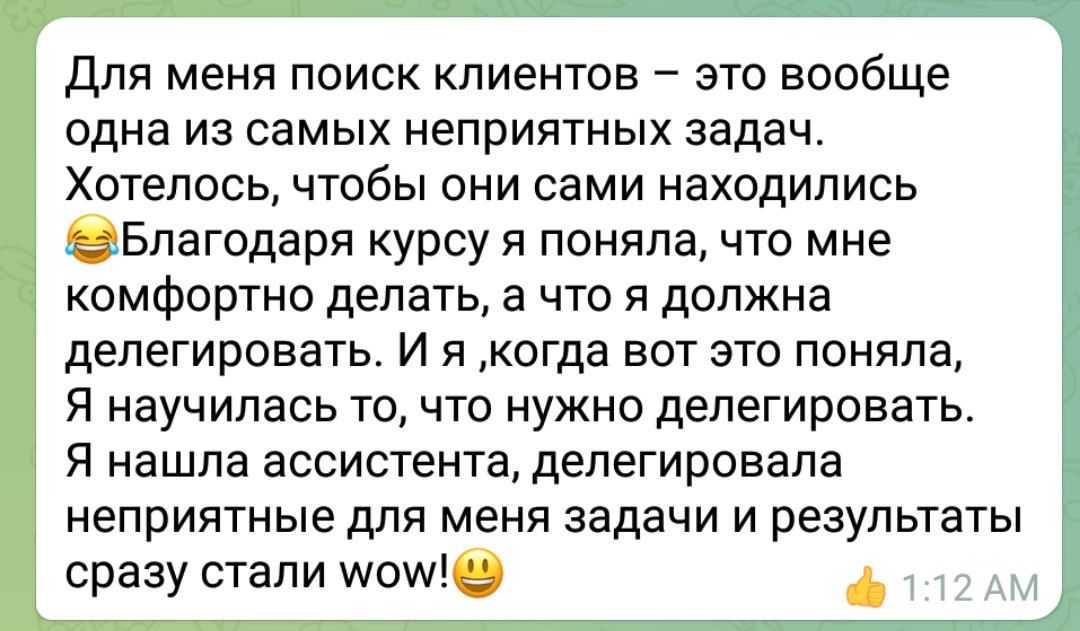 Для меня поиск клиентов – это вообще
одна из самых неприятных задач.
Хотелось, чтобы они сами находились
😂Благодаря курсу я поняла, что мне
комфортно делать, а что я должна
делегировать. И я ,когда вот это поняла,
Я научилась то, что нужно делегировать.
Я нашла ассистента, делегировала
неприятные для меня задачи и результаты
сразу стали wow!😃
👍 1:12 AM